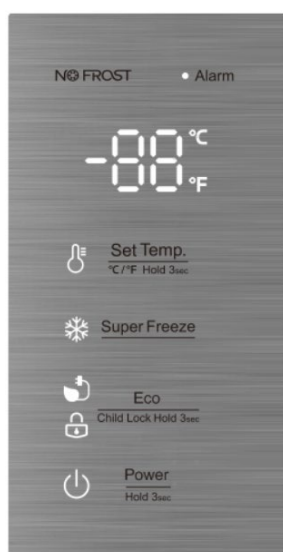 NO FROST
Alarm
-88 °C
°F
Set Temp.
°C/°F Hold 3sec
Super Freeze
Eco
Child Lock Hold 3sec
Power
Hold 3sec